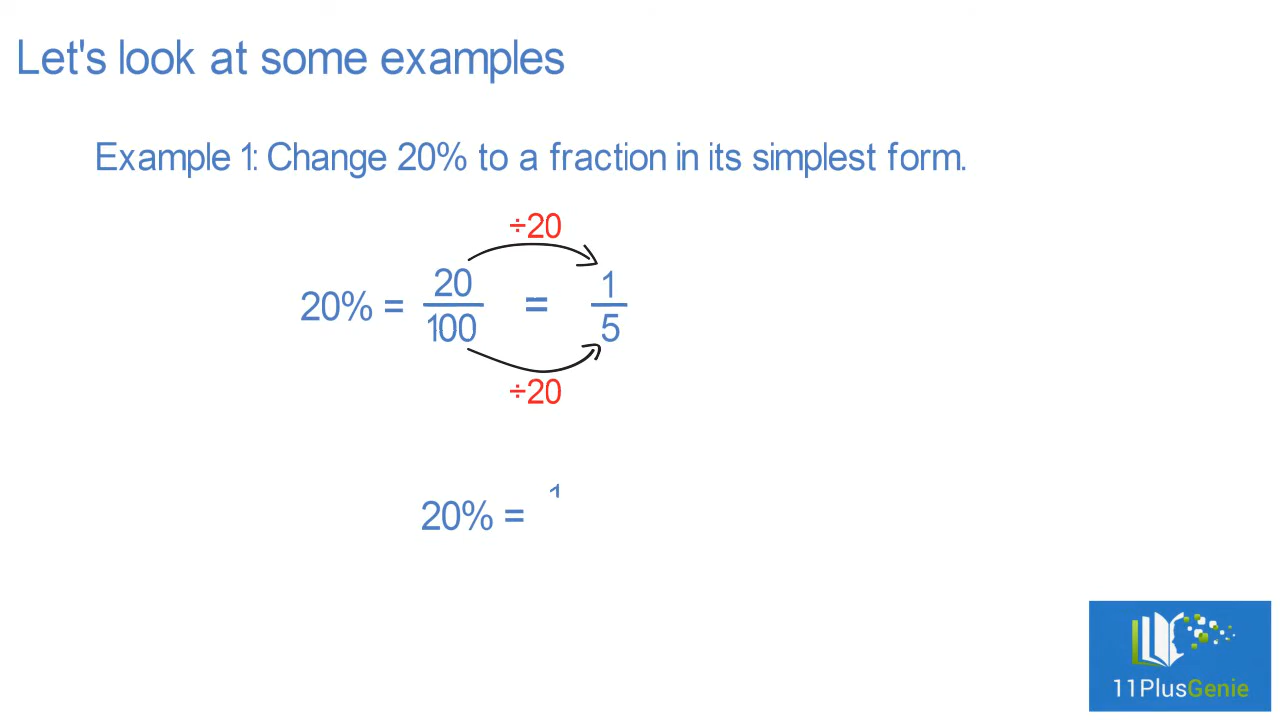 Let's look at some examples
Example 1: Change 20% to a fraction in its simplest form.
÷20
20% = 20/100 = 1/5
÷20
20% = 1
11PlusGenie